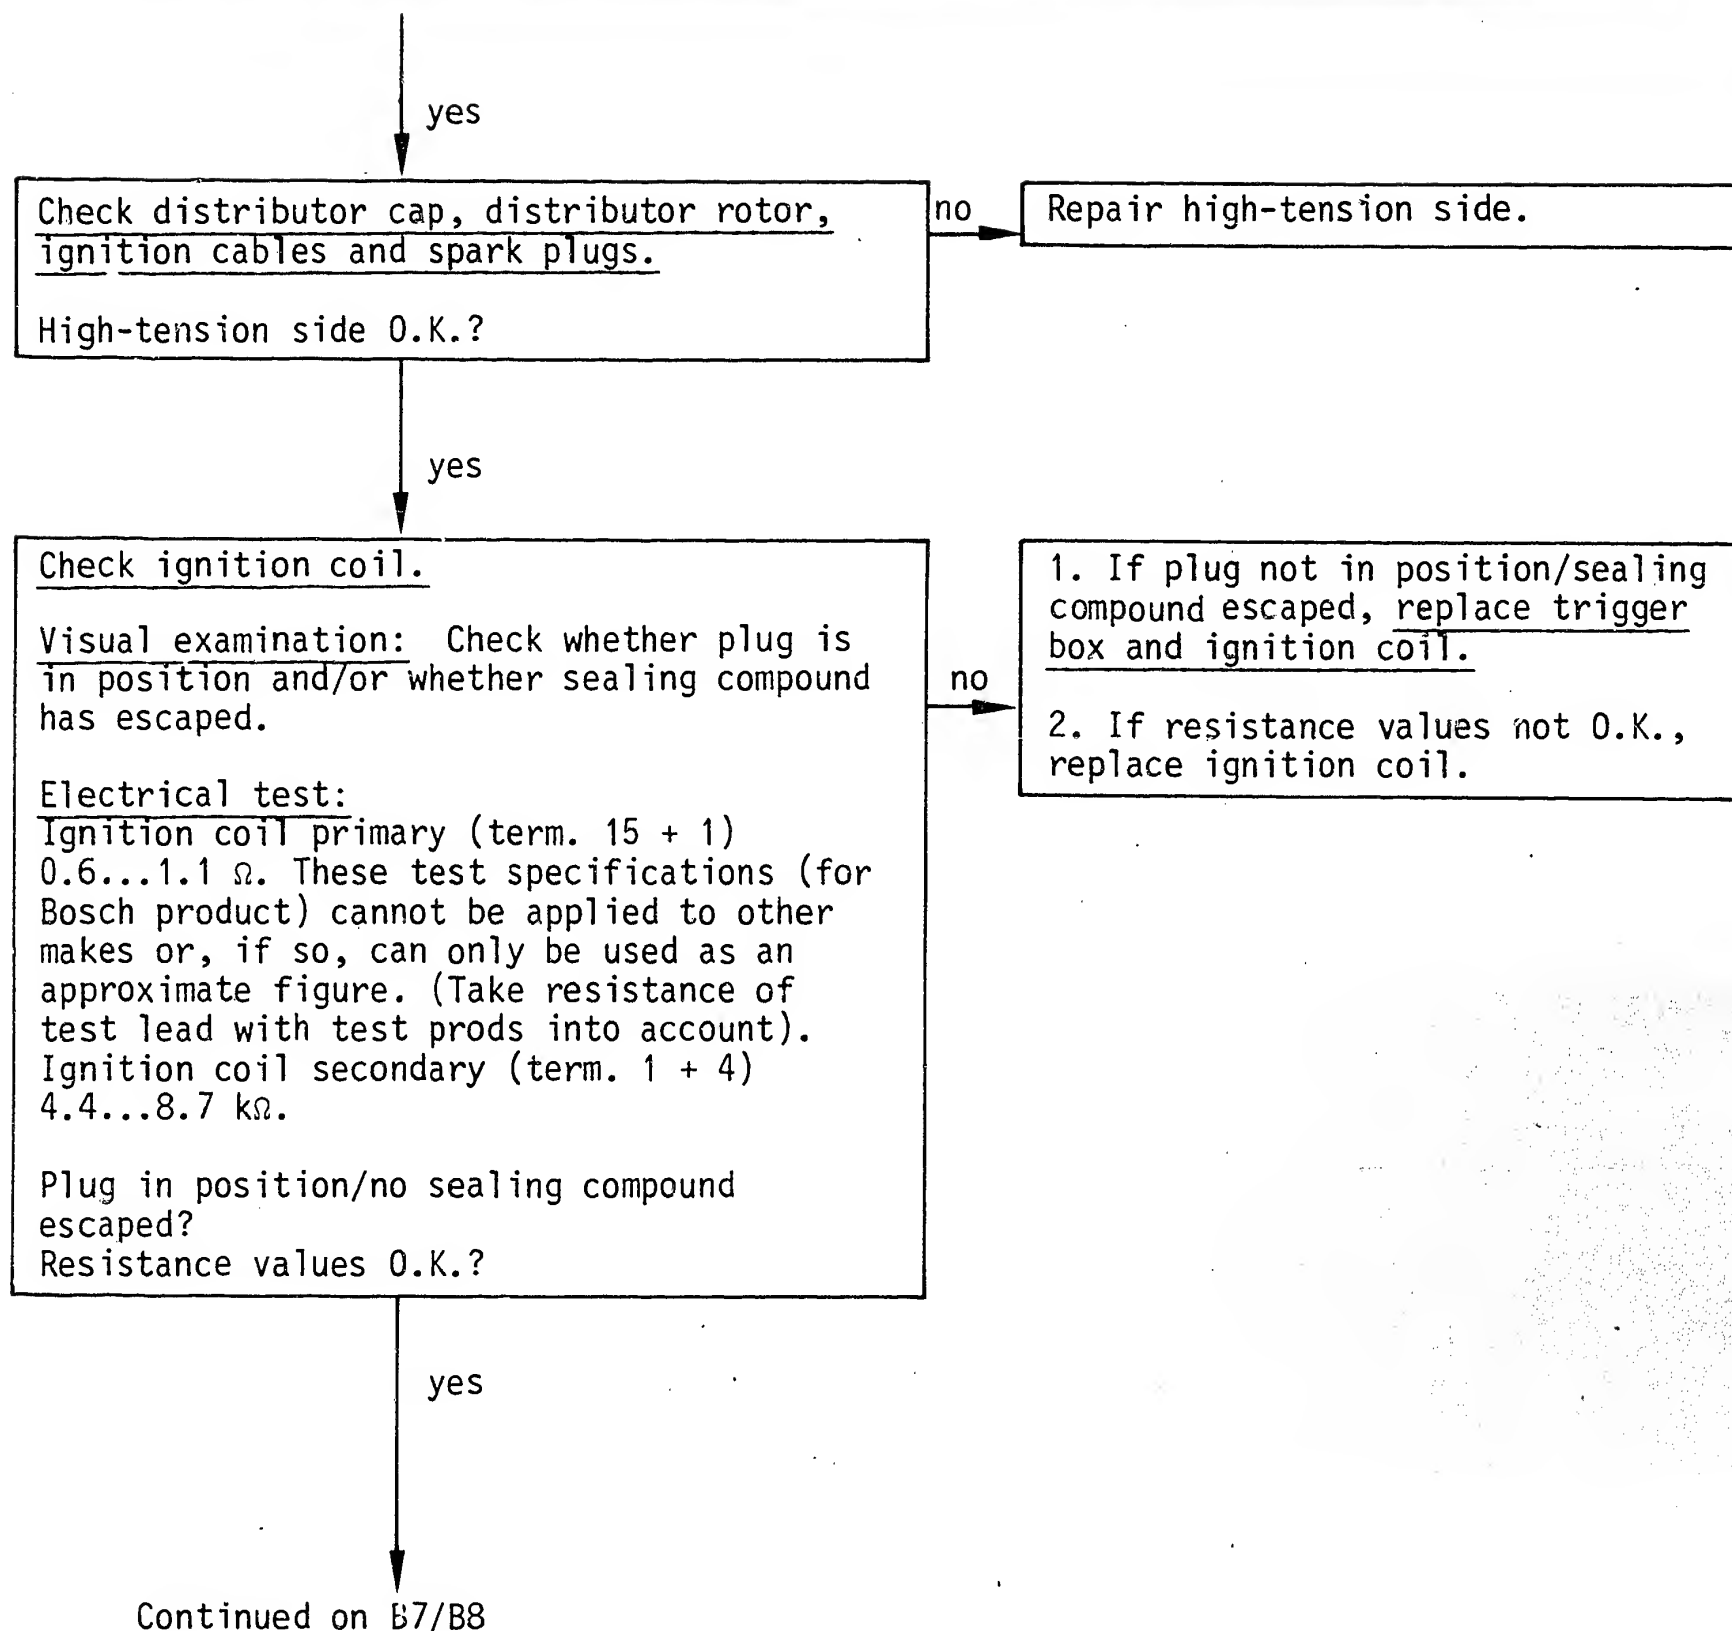 yes
Check distributor cap, distributor rotor,
ignition cables and spark plugs.
High-tension side O.K.?
no
Repair high-tension side.
yes
Check ignition coil.
Visual examination: Check whether plug is
in position and/or whether sealing compound
has escaped.
Electrical test:
Ignition coil primary (term. 15 + 1)
0.6...1.1 Ω. These test specifications (for
Bosch product) cannot be applied to other
makes or, if so, can only be used as an
approximate figure. (Take resistance of
test lead with test prods into account).
Ignition coil secondary (term. 1 + 4)
4.4...8.7 kΩ.
Plug in position/no sealing compound
escaped?
Resistance values O.K.?
no
1. If plug not in position/sealing
compound escaped, replace trigger
box and ignition coil.
2. If resistance values not O.K.,
replace ignition coil.
yes
Continued on B7/B8